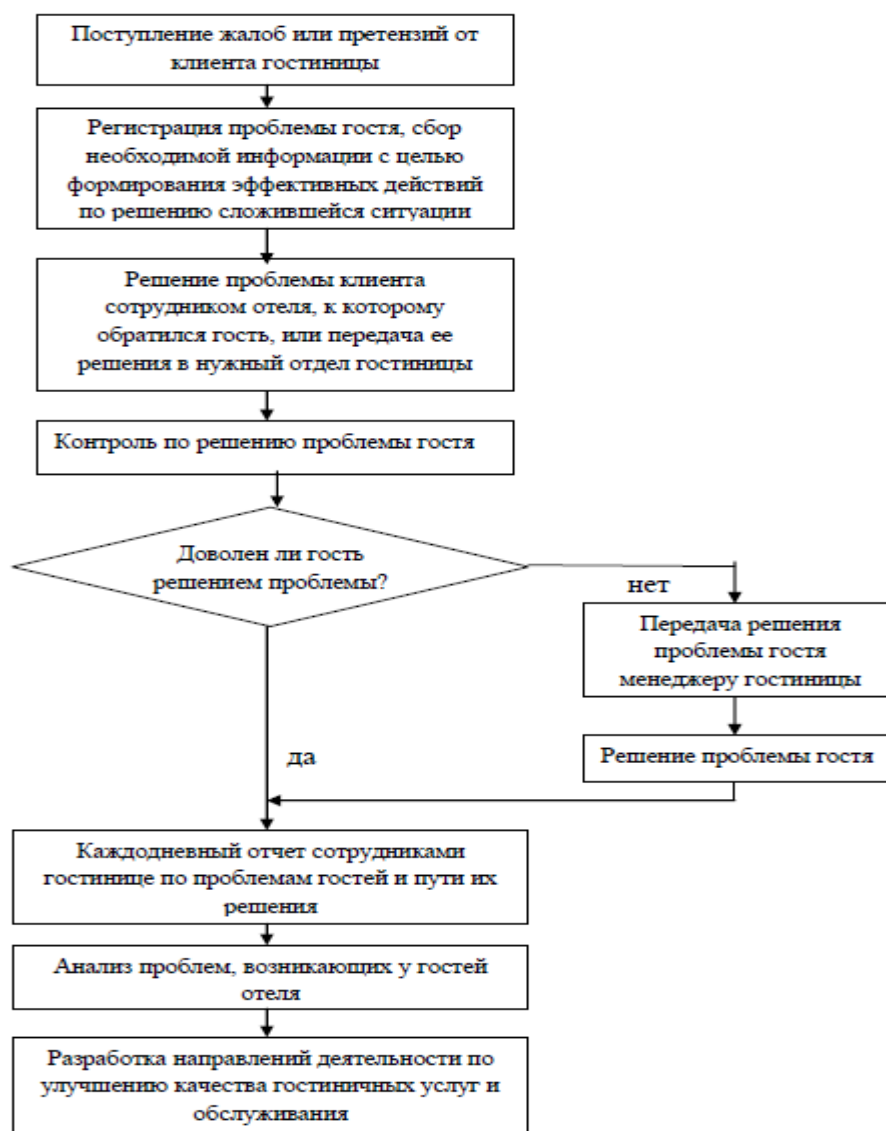 Поступление жалоб или претензий от
клиента гостиницы
Регистрация проблемы гостя, сбор
необходимой информации с целью
формирования эффективных действий
по решению сложившейся ситуации
Решение проблемы клиента
сотрудником отеля, к которому
обратился гость, или передача ее
решения в нужный отдел гостиницы
Контроль по решению проблемы гостя
Доволен ли гость
решением проблемы?
нет
Передача решения
проблемы гостя
менеджеру гостиницы
Решение проблемы гостя
да
Каждодневный отчет сотрудниками
гостинице по проблемам гостей и пути их
решения
Анализ проблем, возникающих у гостей
отеля
Разработка направлений деятельности по
улучшению качества гостиничных услуг и
обслуживания